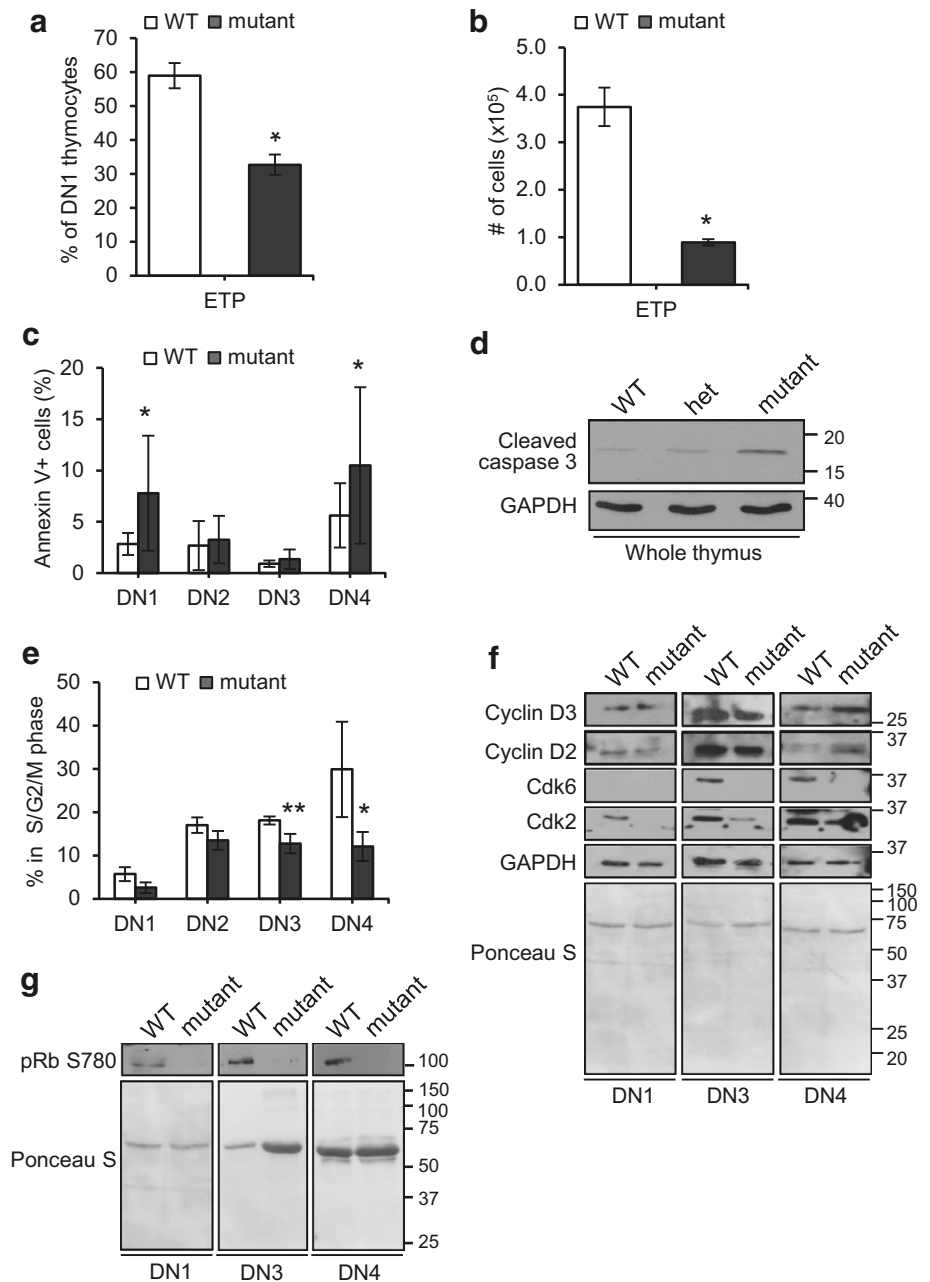 a
WT mutant
% of DN1 thymocytes
70
60
50
40
30
20
10
0
*
ETP
b
WT mutant
# of cells (x10⁵)
5.0
4.0
3.0
2.0
1.0
0.0
*
ETP
c
WT mutant
Annexin V+ cells (%)
20
15
10
5
0
* *
DN1 DN2 DN3 DN4
d
WT het mutant
Cleaved
caspase 3
20
15
GAPDH
40
Whole thymus
e
WT mutant
% in S/G2/M phase
50
40
30
20
10
0
** *
DN1 DN2 DN3 DN4
f
WT mutant WT mutant WT mutant
Cyclin D3
25
Cyclin D2
37
Cdk6
37
Cdk2
37
GAPDH
37
Ponceau S
150
100
75
50
37
25
20
DN1 DN3 DN4
g
WT mutant WT mutant WT mutant
pRb S780
100
Ponceau S
150
100
75
50
37
25
DN1 DN3 DN4